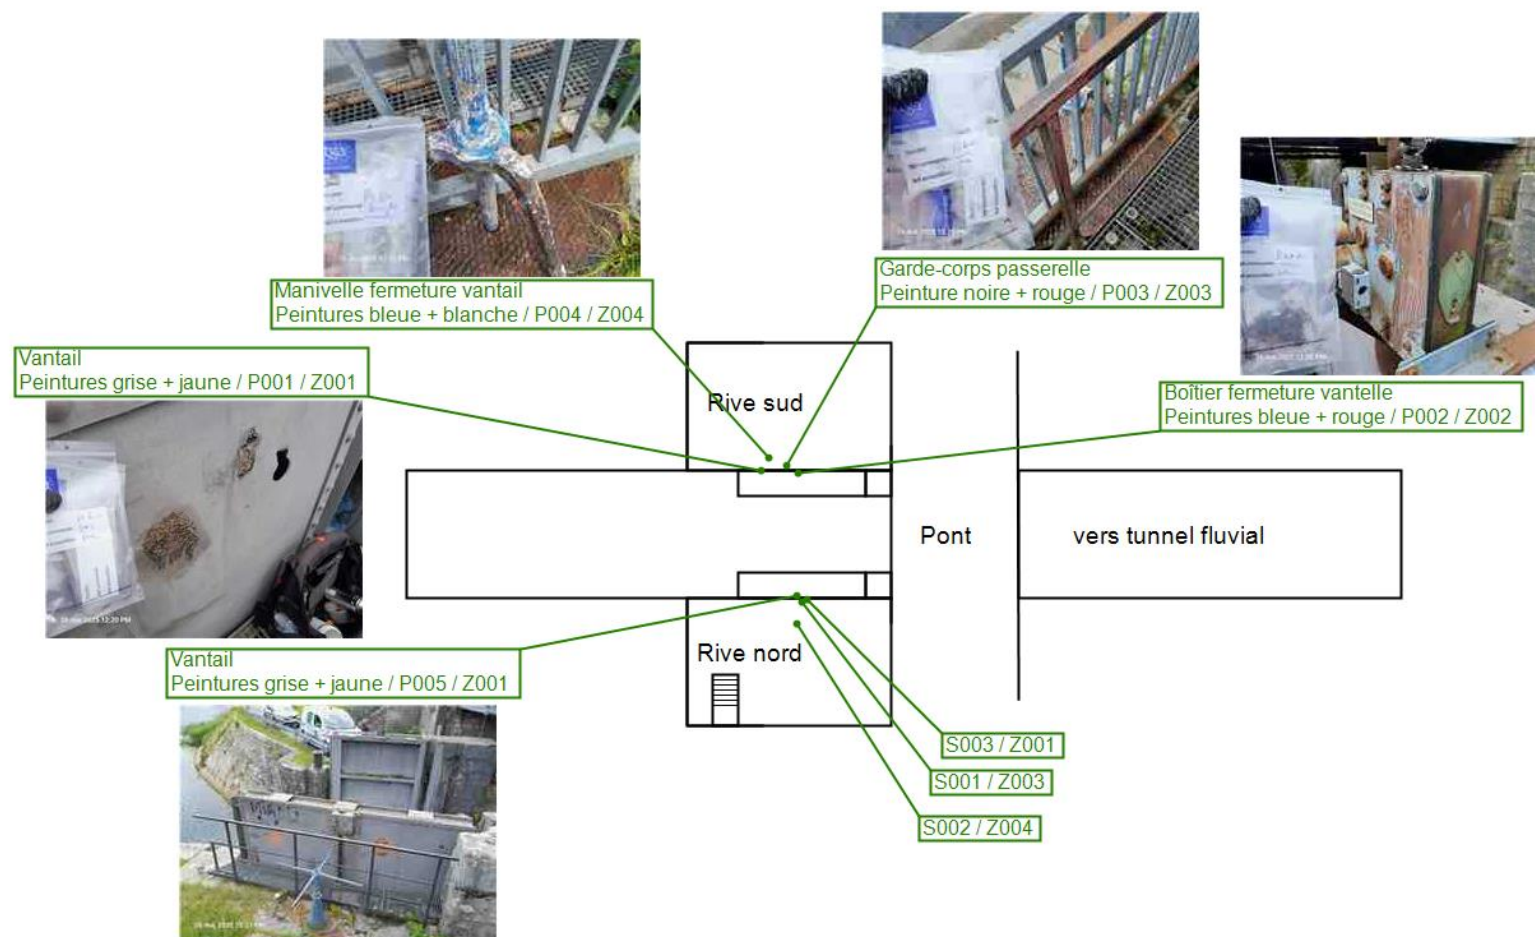 Garde-corps passerelle
Peinture noire + rouge / P003 / Z003
Manivelle fermeture vantail
Peintures bleue + blanche / P004 / Z004
Vantail
Peintures grise + jaune / P001 / Z001
Boîtier fermeture vantelle
Peintures bleue + rouge / P002 / Z002
Rive sud
Pont
vers tunnel fluvial
Rive nord
Vantail
Peintures grise + jaune / P005 / Z001
S003 / Z001
S001 / Z003
S002 / Z004